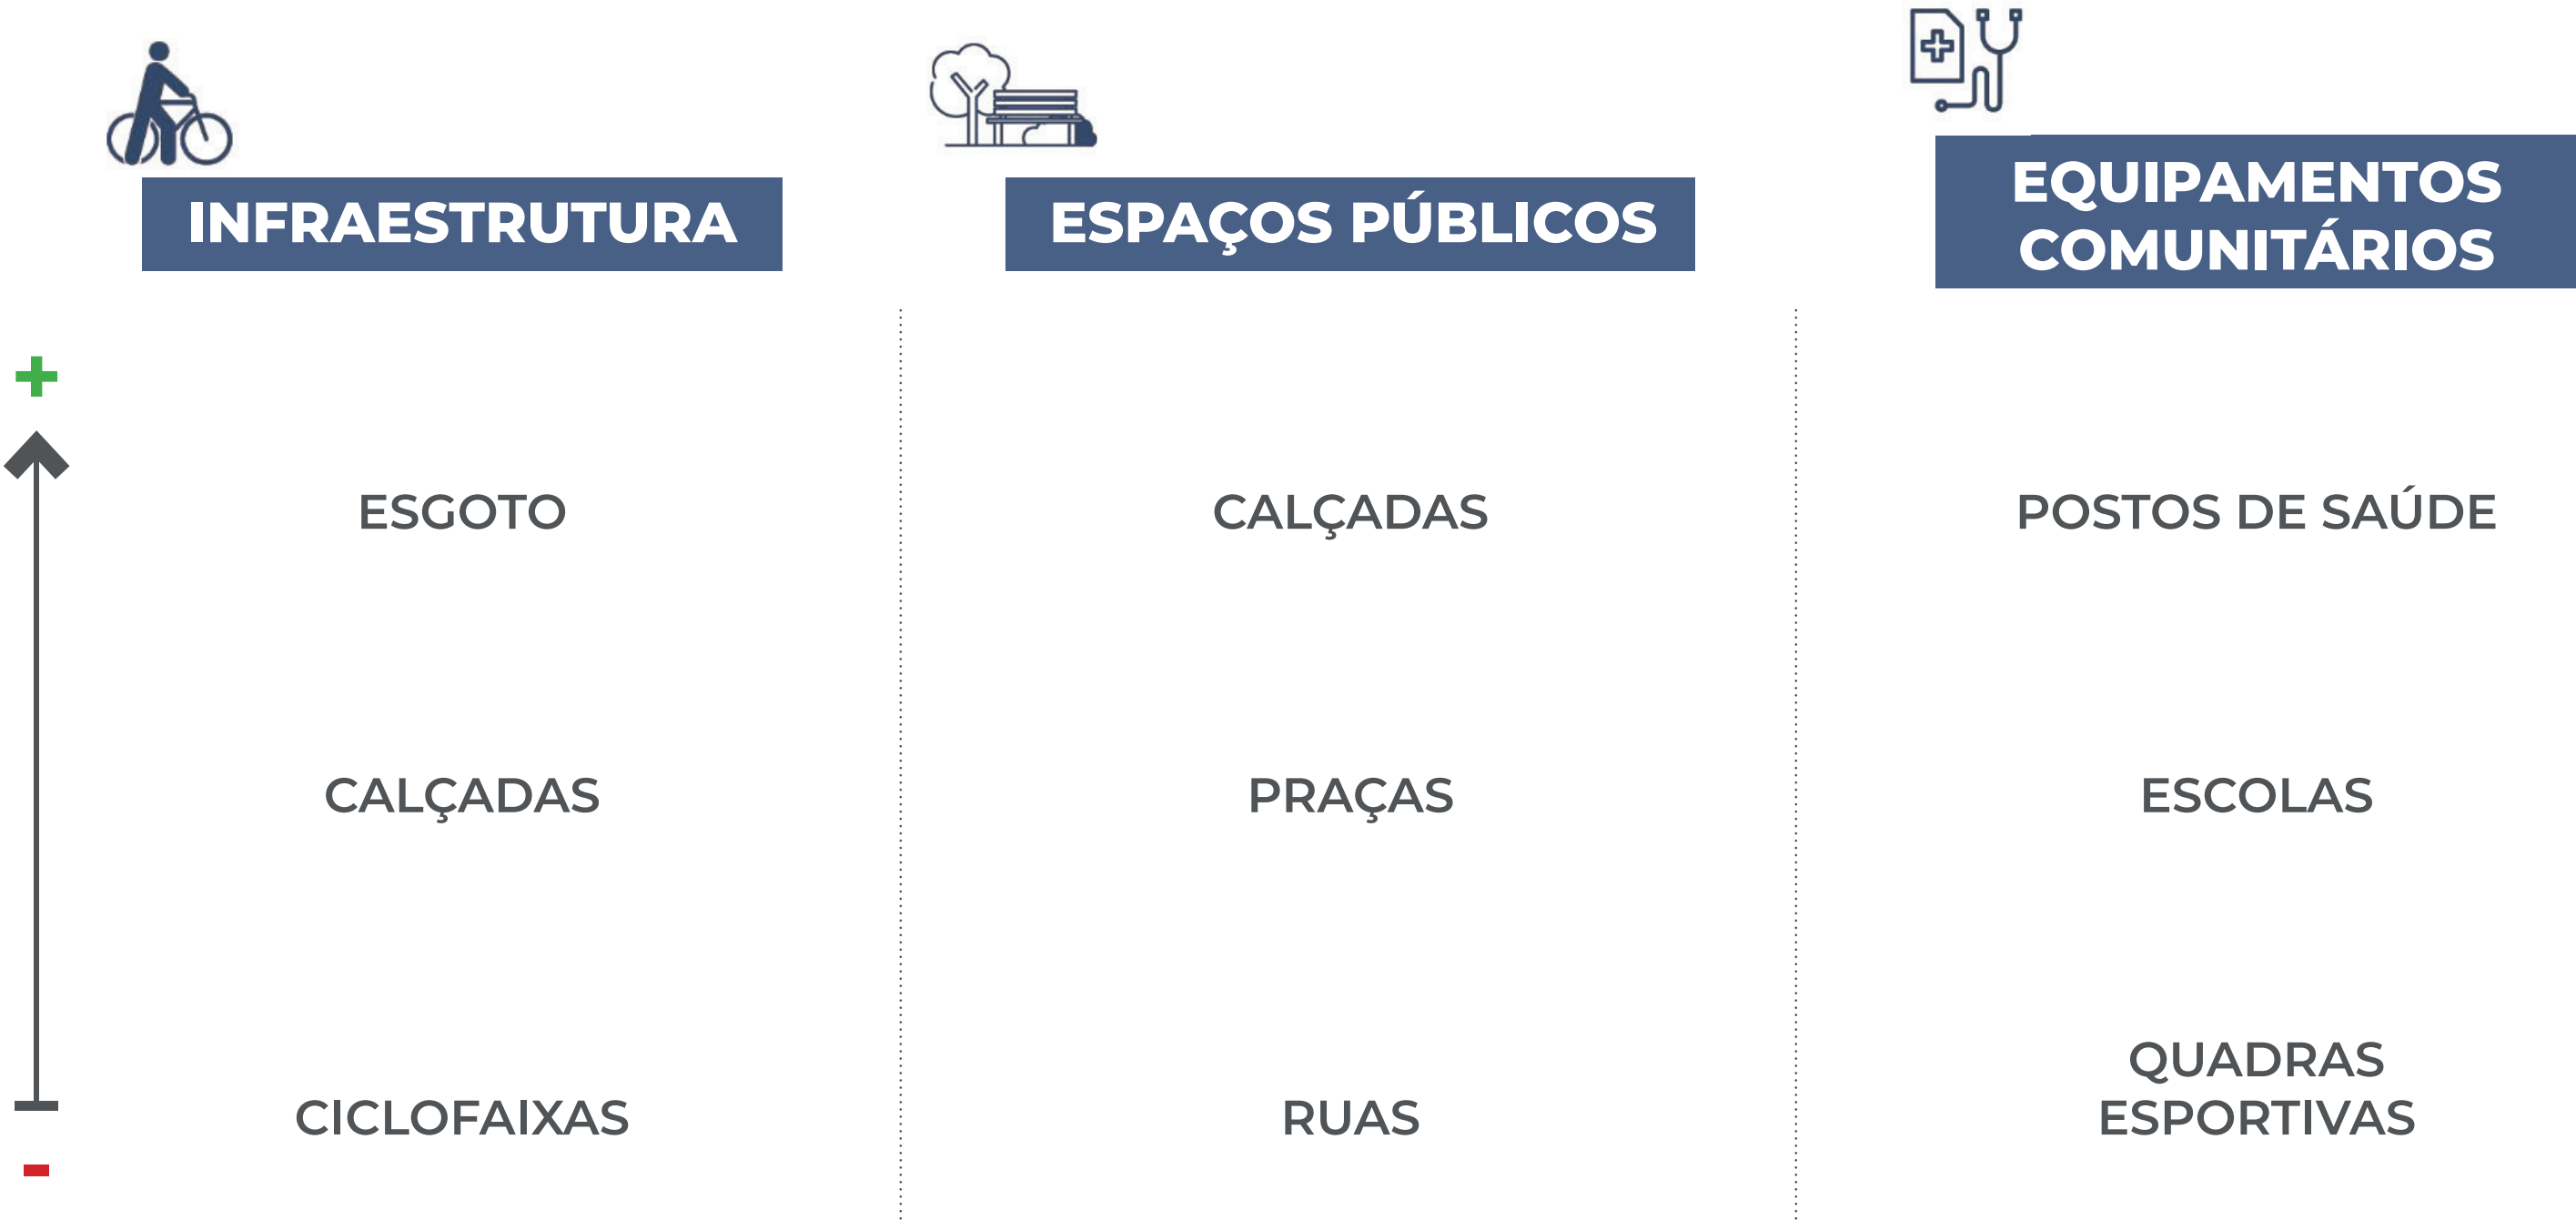 INFRAESTRUTURA
ESPAÇOS PÚBLICOS
EQUIPAMENTOS
COMUNITÁRIOS
+
ESGOTO
CALÇADAS
POSTOS DE SAÚDE
CALÇADAS
PRAÇAS
ESCOLAS
CICLOFAIXAS
RUAS
QUADRAS
ESPORTIVAS
-